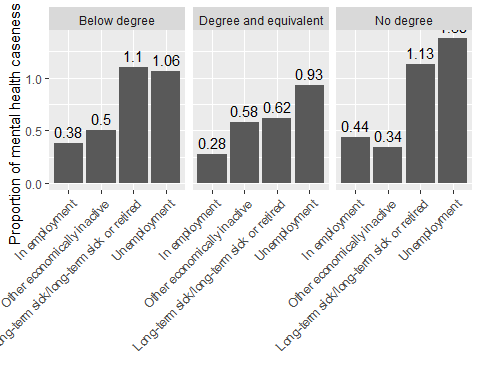 Below degree
Degree and equivalent
No degree
Proportion of mental health caseness
1.0
0.5
0.0
0.38
0.5
1.1
1.06
0.28
0.58
0.62
0.93
0.44
0.34
1.13
In employment
Other economically inactive
Long-term sick/long-term sick or retired
Unemployment
In employment
Other economically inactive
Long-term sick/long-term sick or retired
Unemployment
In employment
Other economically inactive
Long-term sick/long-term sick or retired
Unemployment